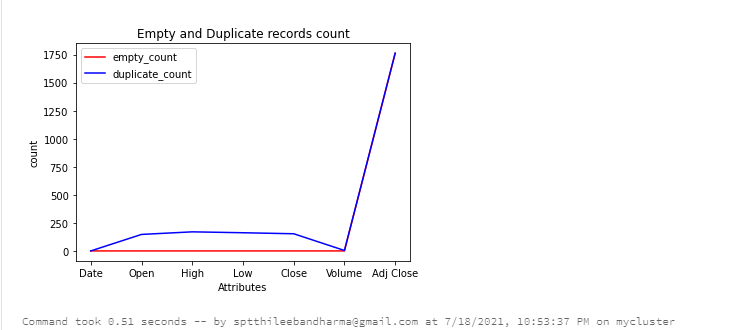 Empty and Duplicate records count
empty_count
duplicate_count
1750
1500
1250
1000
750
500
250
0
count
Date Open High Low Close Volume Adj Close
Attributes
Command took 0.51 seconds -- by sptthileebandharma@gmail.com at 7/18/2021, 10:53:37 PM on mycluster